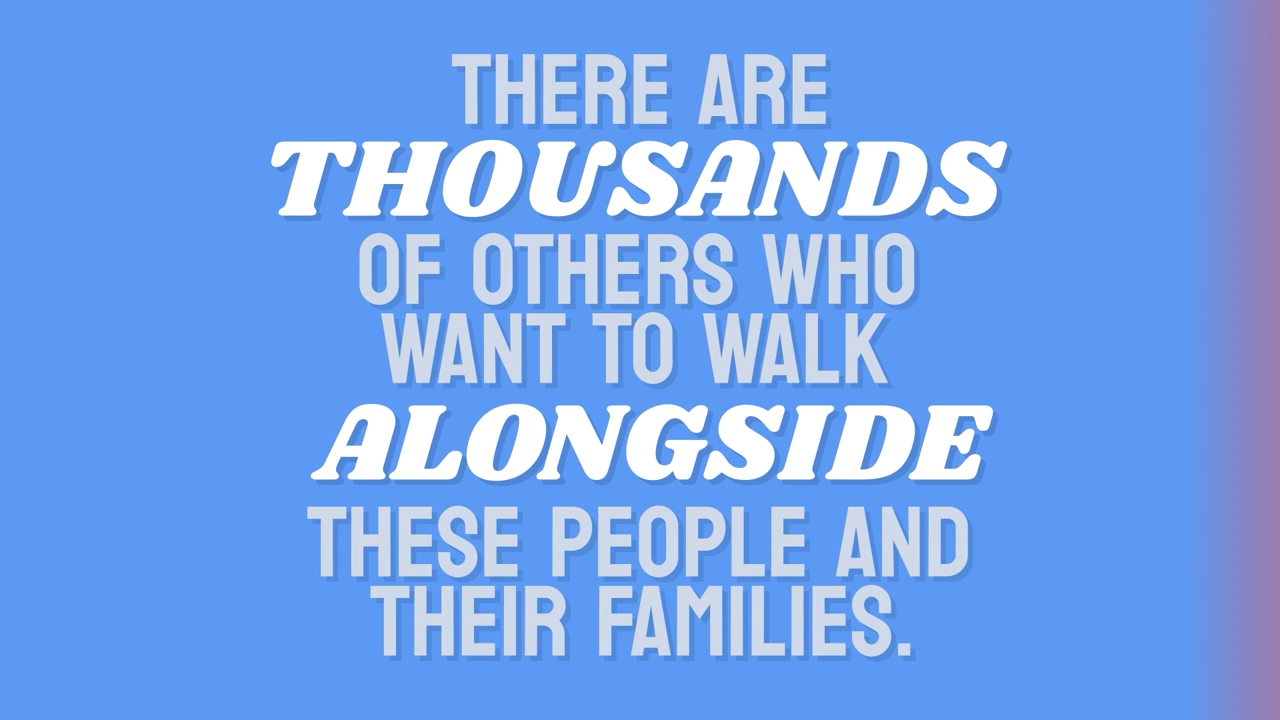 THERE ARE
THOUSANDS
OF OTHERS WHO
WANT TO WALK
ALONGSIDE
THESE PEOPLE AND
THEIR FAMILIES.